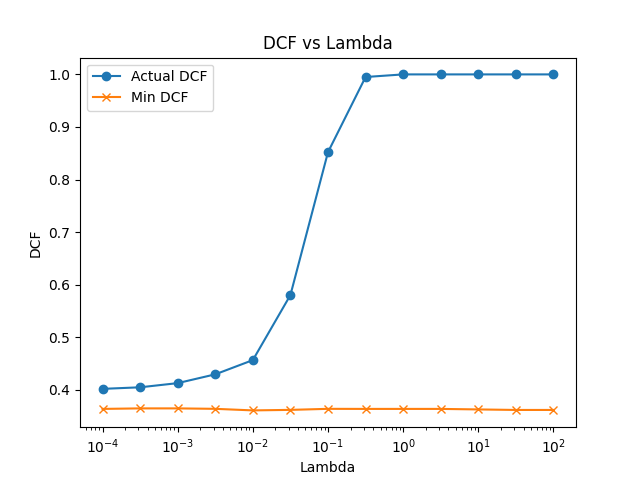 DCF vs Lambda
Actual DCF
Min DCF
1.0
0.9
0.8
0.7
0.6
0.5
0.4
DCF
10⁻⁴
10⁻³
10⁻²
10⁻¹
10⁰
10¹
10²
Lambda